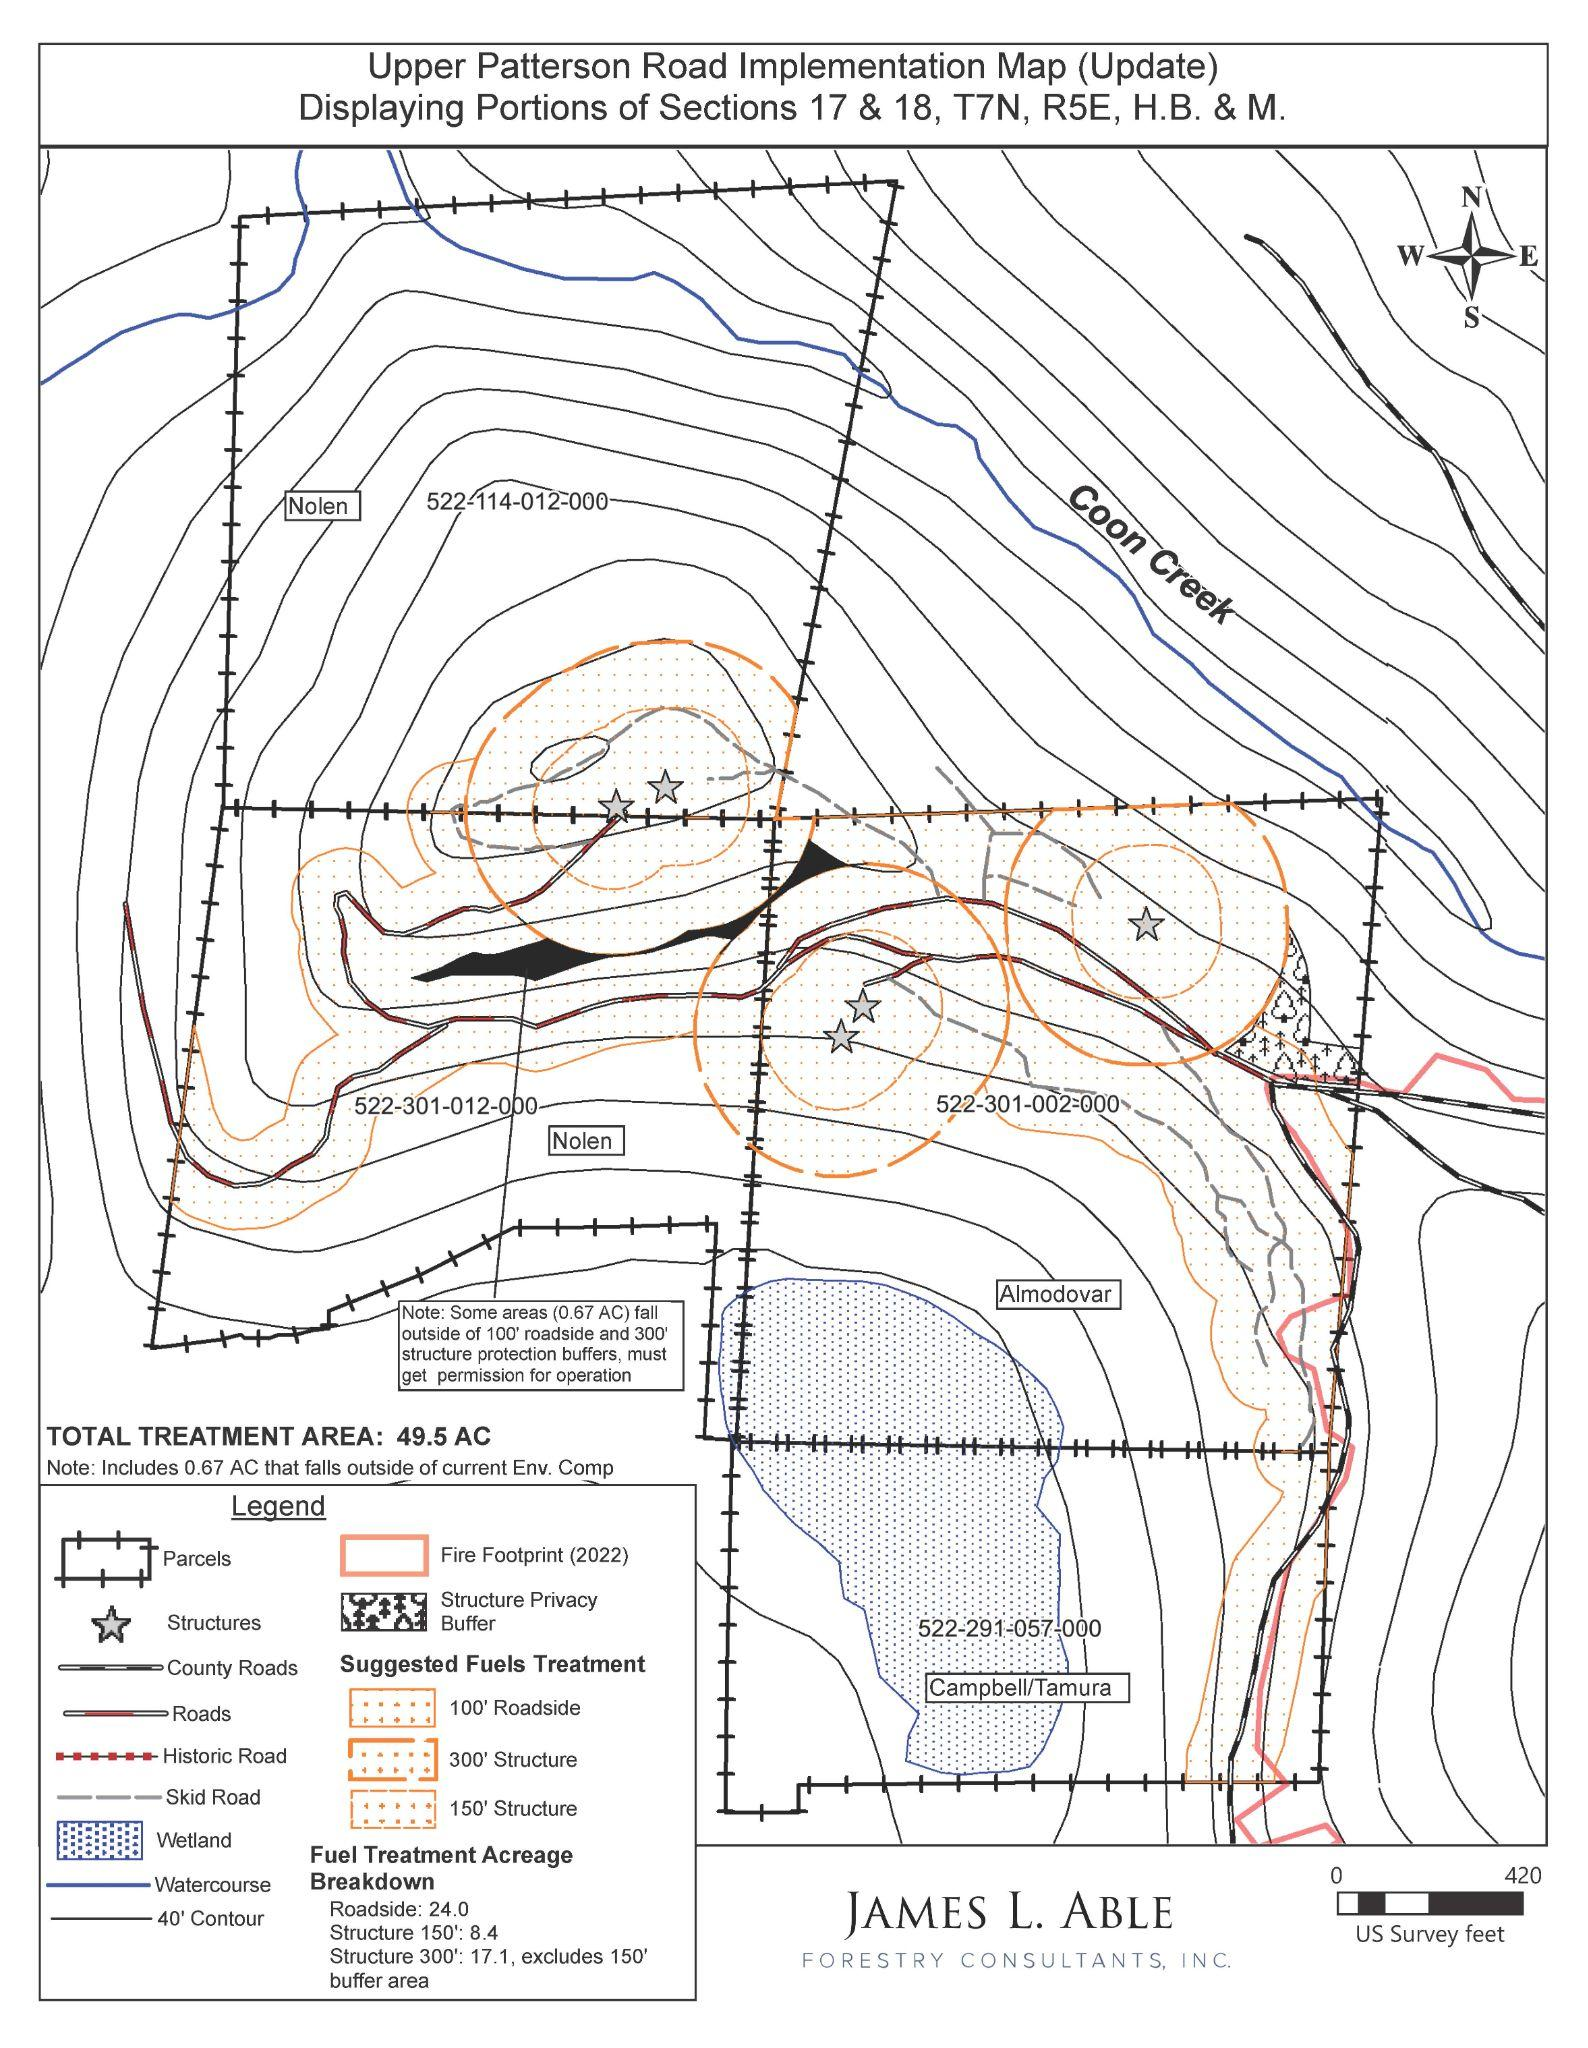 Upper Patterson Road Implementation Map (Update)
Displaying Portions of Sections 17 & 18, T7N, R5E, H.B. & M.
N
W E
S
Coon Creek
Nolen
522-114-012-000
522-301-012-000
522-301-002-000
Nolen
Almodovar
Note: Some areas (0.67 AC) fall
outside of 100' roadside and 300'
structure protection buffers, must
get permission for operation
522-291-057-000
Campbell/Tamura
TOTAL TREATMENT AREA: 49.5 AC
Note: Includes 0.67 AC that falls outside of current Env. Comp
Legend
Parcels
Structures
County Roads
Roads
Historic Road
Skid Road
Wetland
Watercourse
40' Contour
Fire Footprint (2022)
Structure Privacy
Buffer
Suggested Fuels Treatment
100' Roadside
300' Structure
150' Structure
Fuel Treatment Acreage
Breakdown
Roadside: 24.0
Structure 150': 8.4
Structure 300': 17.1, excludes 150'
buffer area
JAMES L. ABLE
FORESTRY CONSULTANTS, INC.
0 420
US Survey feet